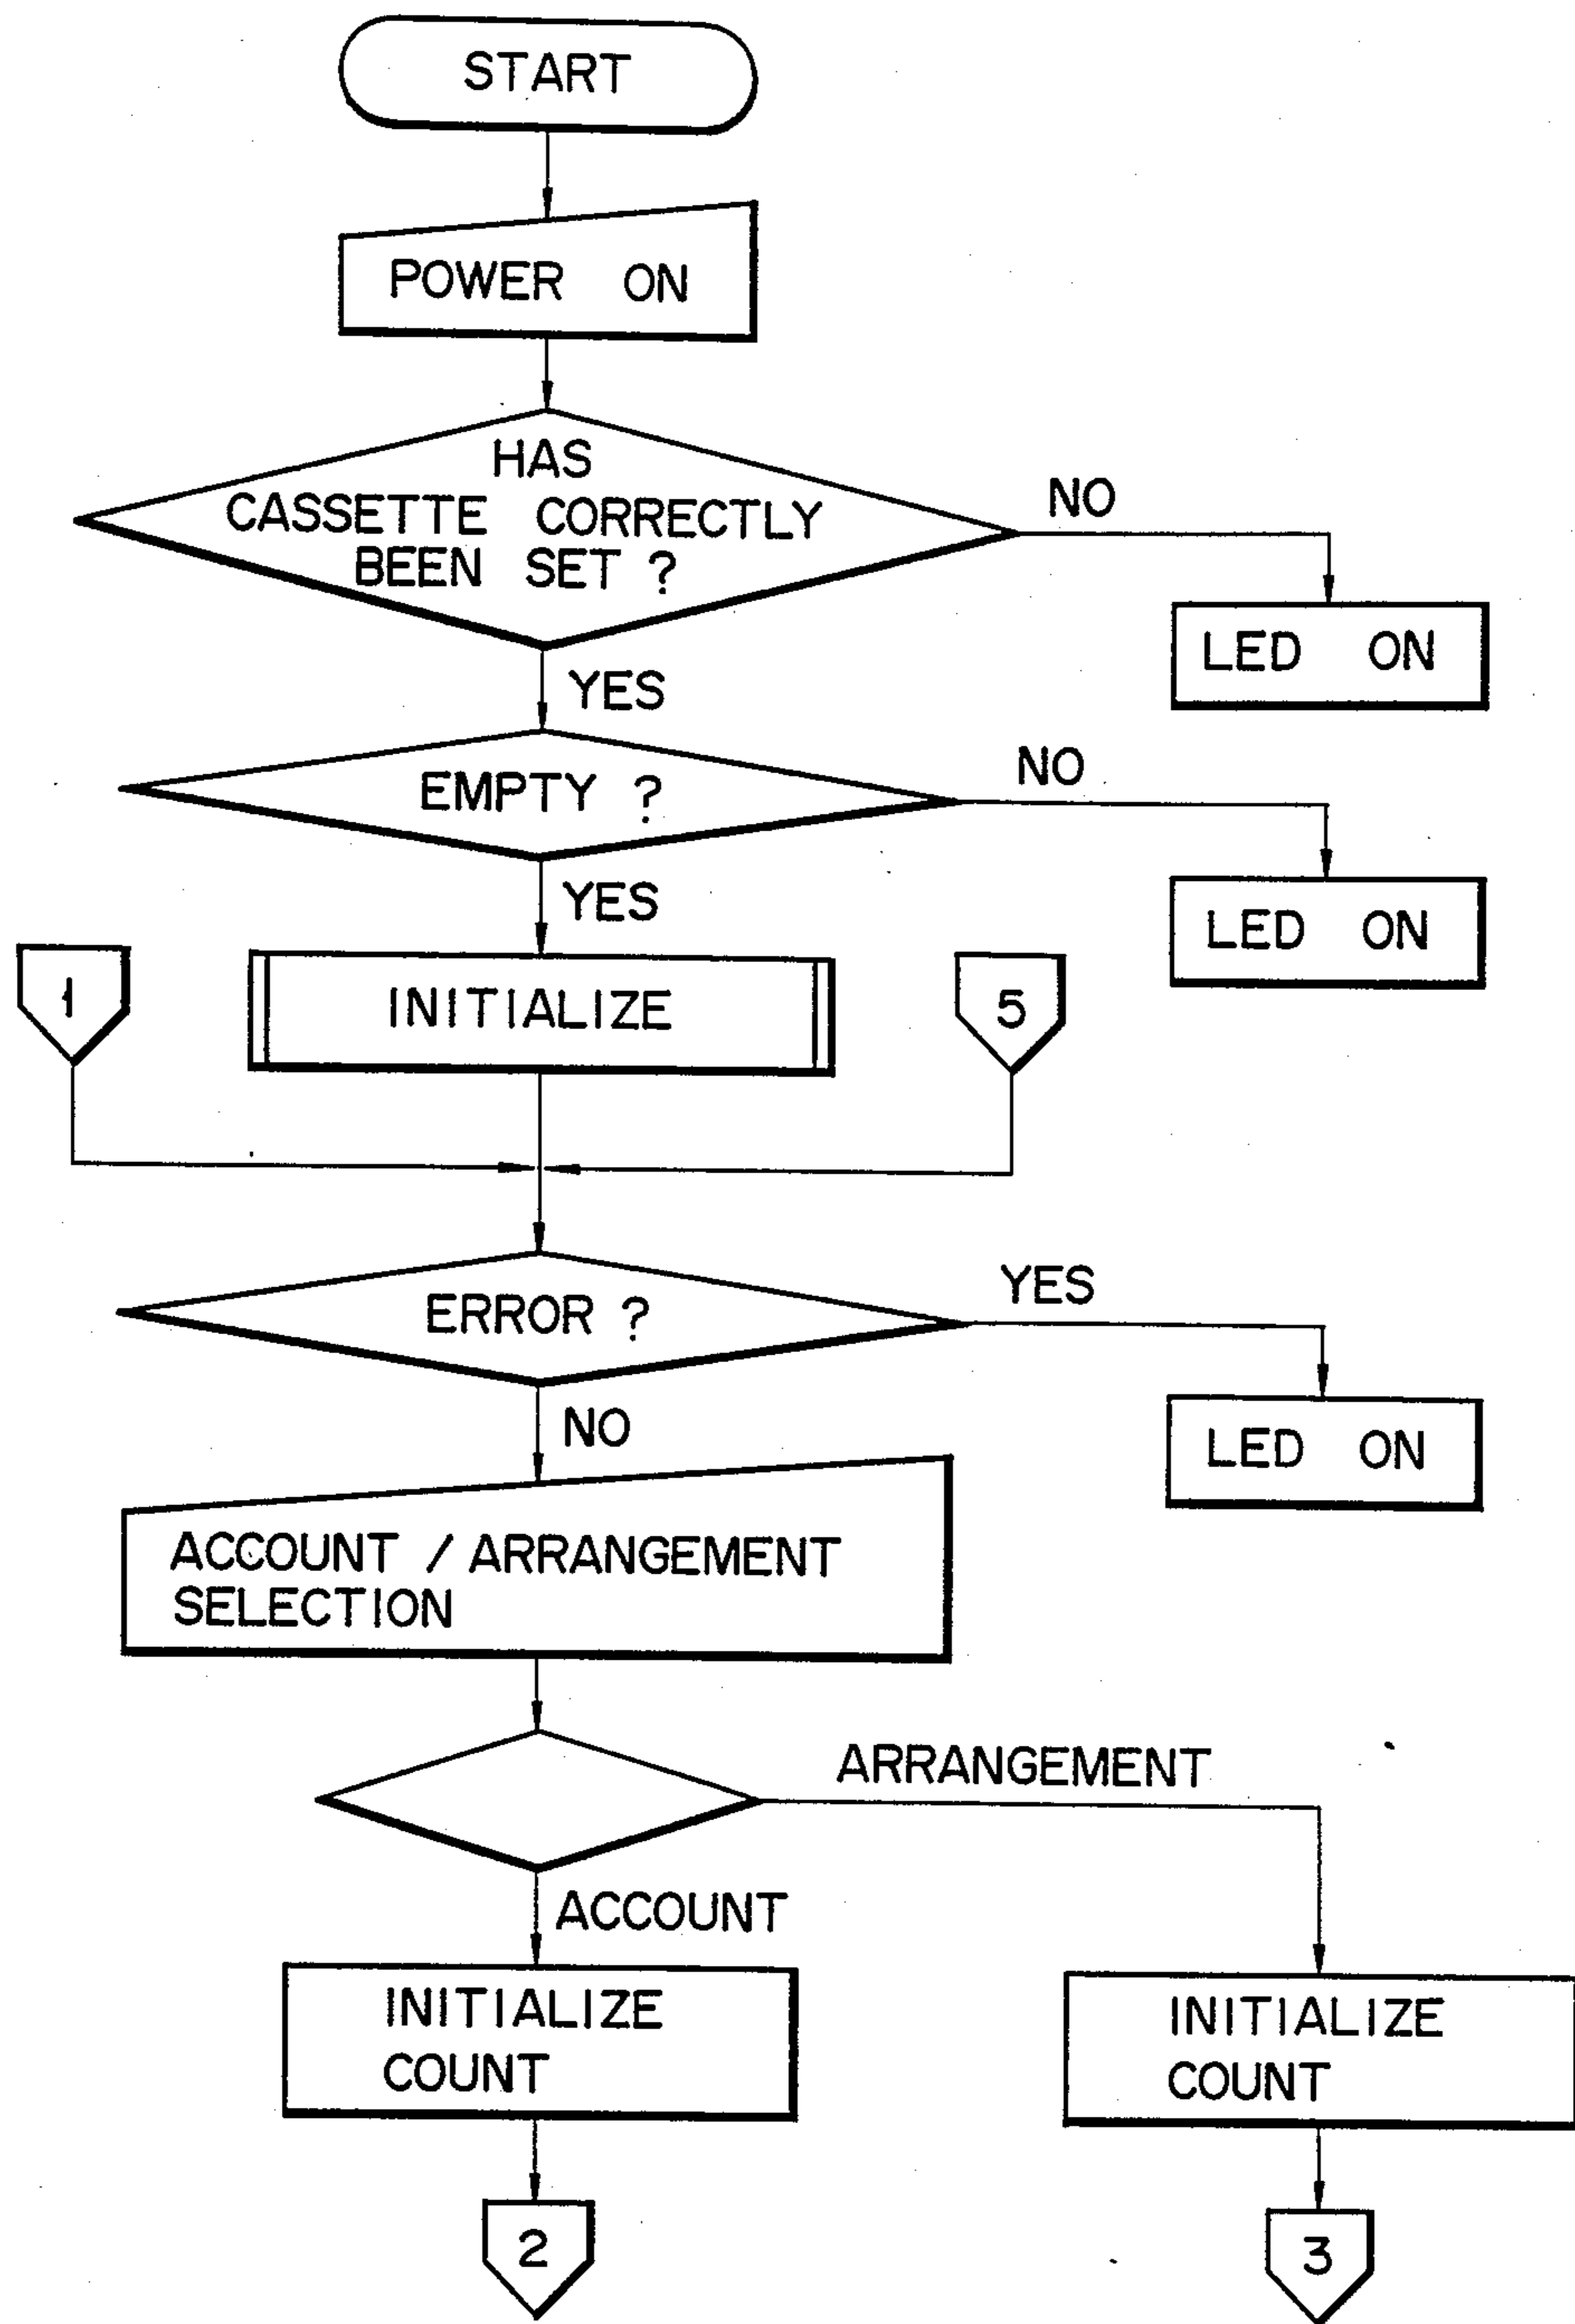 START
POWER ON
HAS
CASSETTE CORRECTLY
BEEN SET ?
NO
LED ON
YES
EMPTY ?
NO
LED ON
YES
1
INITIALIZE
5
ERROR ?
YES
LED ON
NO
ACCOUNT / ARRANGEMENT
SELECTION
ARRANGEMENT
ACCOUNT
INITIALIZE
COUNT
INITIALIZE
COUNT
2
3